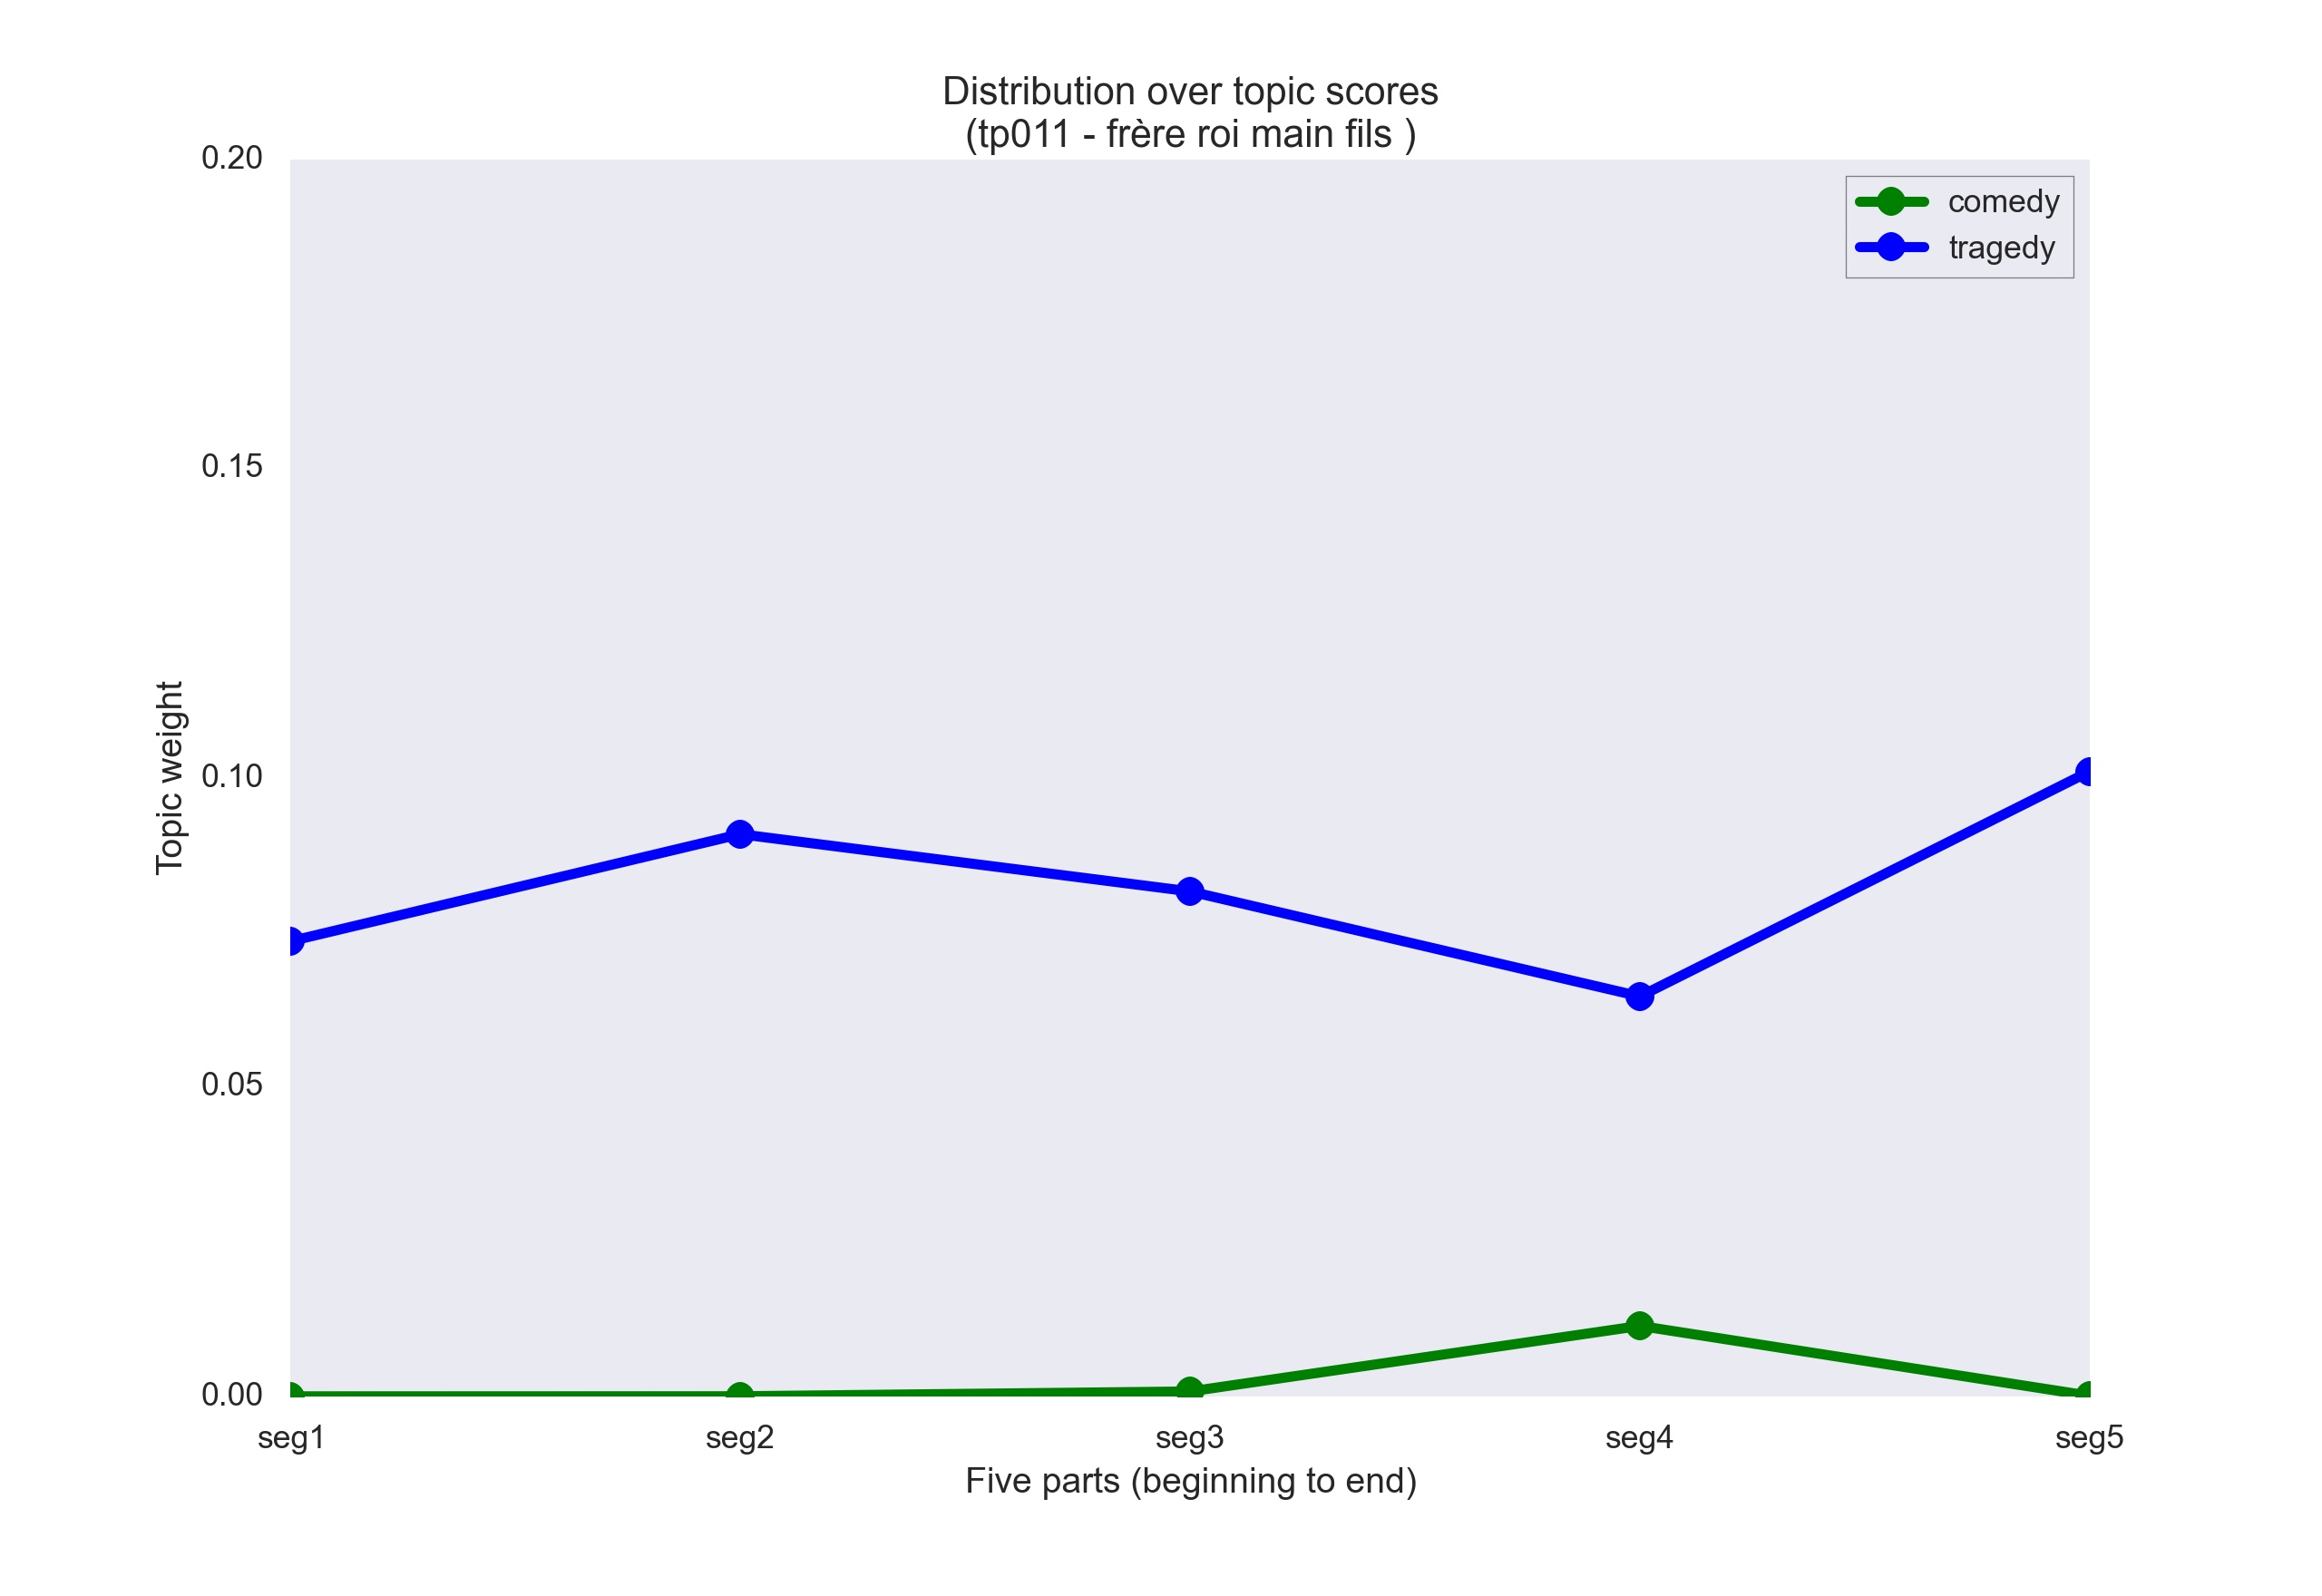 Distribution over topic scores
(tp011 - frère roi main fils )
comedy
tragedy
Topic weight
0.20
0.15
0.10
0.05
0.00
seg1 seg2 seg3 seg4 seg5
Five parts (beginning to end)